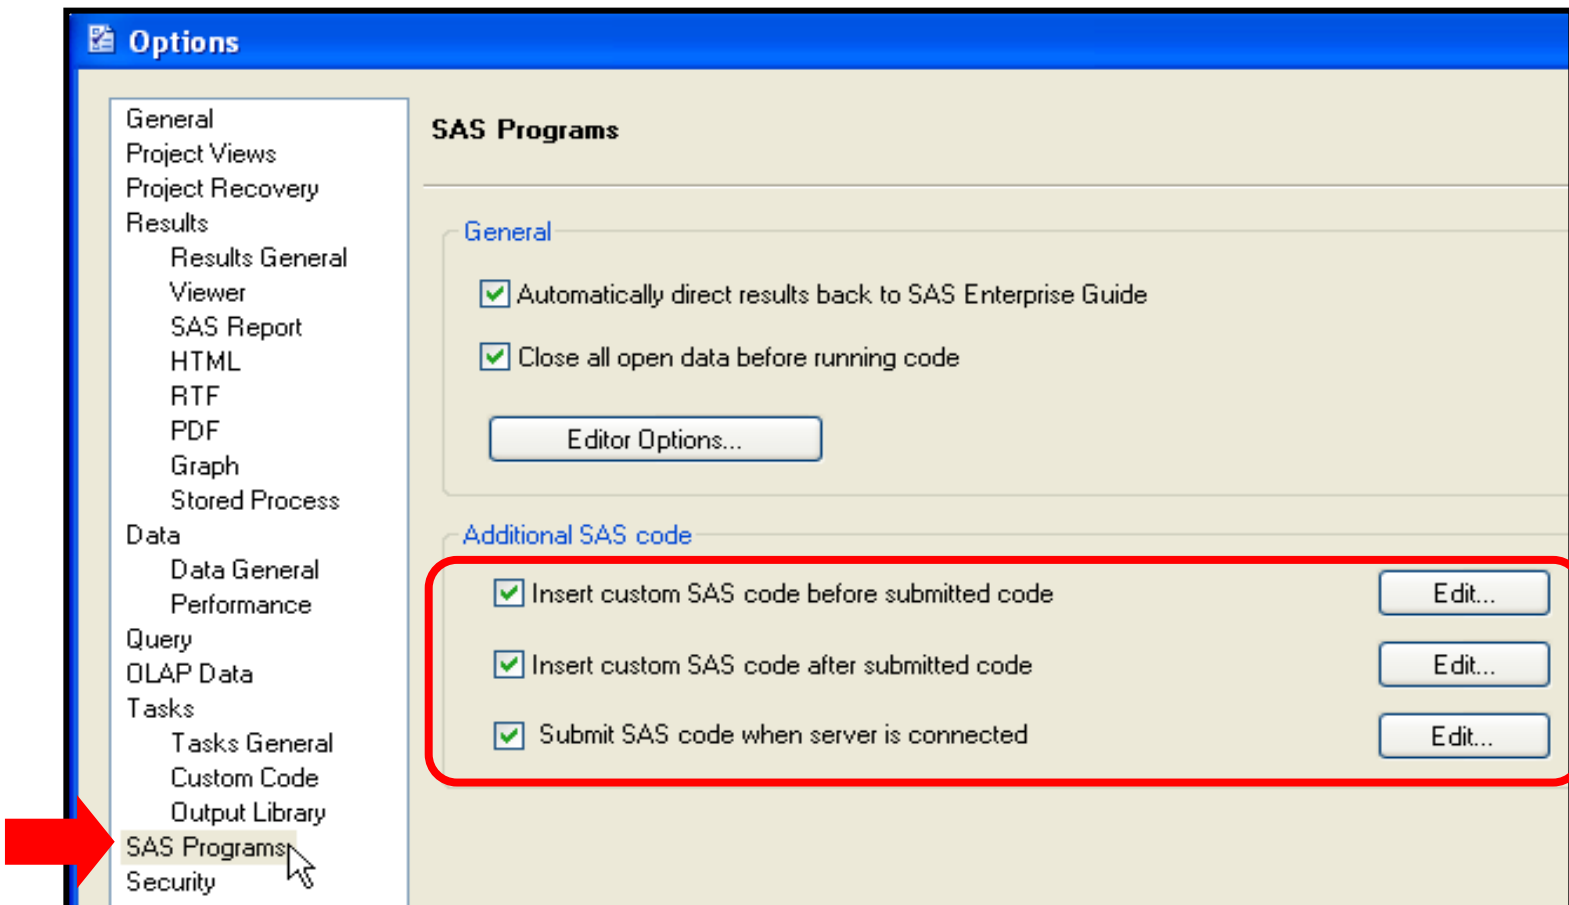 Options
General
Project Views
Project Recovery
Results
Results General
Viewer
SAS Report
HTML
RTF
PDF
Graph
Stored Process
Data
Data General
Performance
Query
OLAP Data
Tasks
Tasks General
Custom Code
Output Library
SAS Programs
Security
SAS Programs
General
Automatically direct results back to SAS Enterprise Guide
Close all open data before running code
Editor Options...
Additional SAS code
Insert custom SAS code before submitted code Edit...
Insert custom SAS code after submitted code Edit...
Submit SAS code when server is connected Edit...